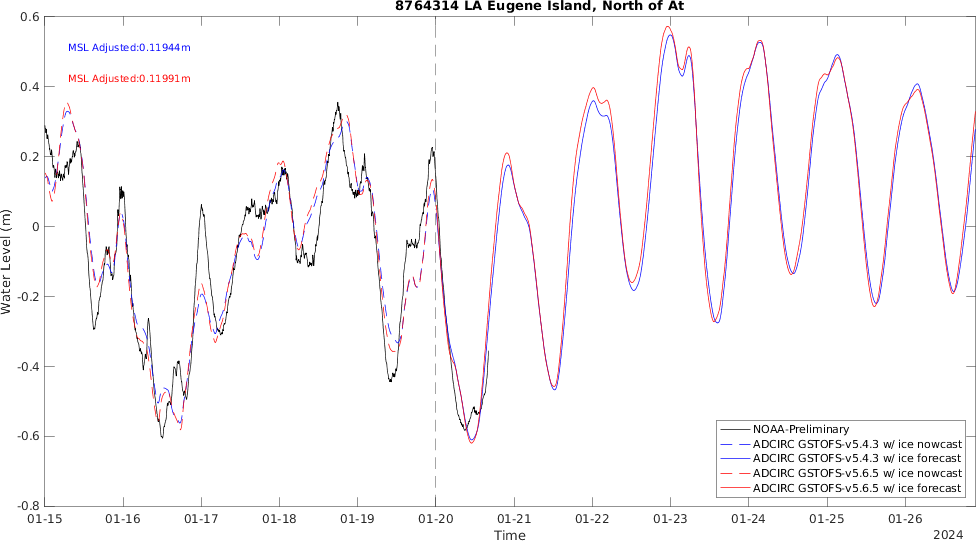 8764314 LA Eugene Island, North of At
MSL Adjusted:0.11944m
MSL Adjusted:0.11991m
Water Level (m)
0.6
0.4
0.2
0
-0.2
-0.4
-0.6
-0.8
NOAA-Preliminary
ADCIRC GSTOFS-v5.4.3 w/ ice nowcast
ADCIRC GSTOFS-v5.4.3 w/ ice forecast
ADCIRC GSTOFS-v5.6.5 w/ ice nowcast
ADCIRC GSTOFS-v5.6.5 w/ ice forecast
01-15 01-16 01-17 01-18 01-19 01-20 01-21 01-22 01-23 01-24 01-25 01-26
Time
2024